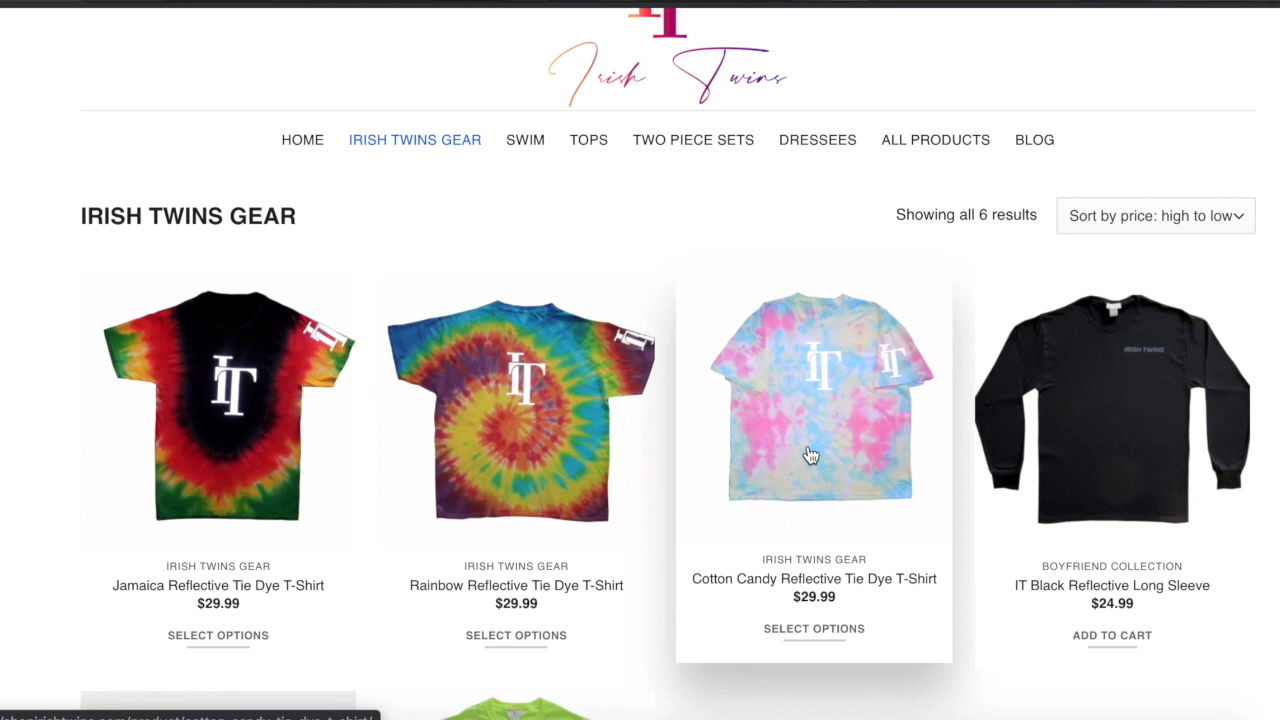 Irish Twins
HOME IRISH TWINS GEAR SWIM TOPS TWO PIECE SETS DRESSEES ALL PRODUCTS BLOG
IRISH TWINS GEAR
Showing all 6 results
Sort by price: high to low
IT
IT
IT
IT
IT
IT
IRISH TWINS
IRISH TWINS GEAR
Jamaica Reflective Tie Dye T-Shirt
$29.99
SELECT OPTIONS
IRISH TWINS GEAR
Rainbow Reflective Tie Dye T-Shirt
$29.99
SELECT OPTIONS
IRISH TWINS GEAR
Cotton Candy Reflective Tie Dye T-Shirt
$29.99
SELECT OPTIONS
BOYFRIEND COLLECTION
IT Black Reflective Long Sleeve
$24.99
ADD TO CART